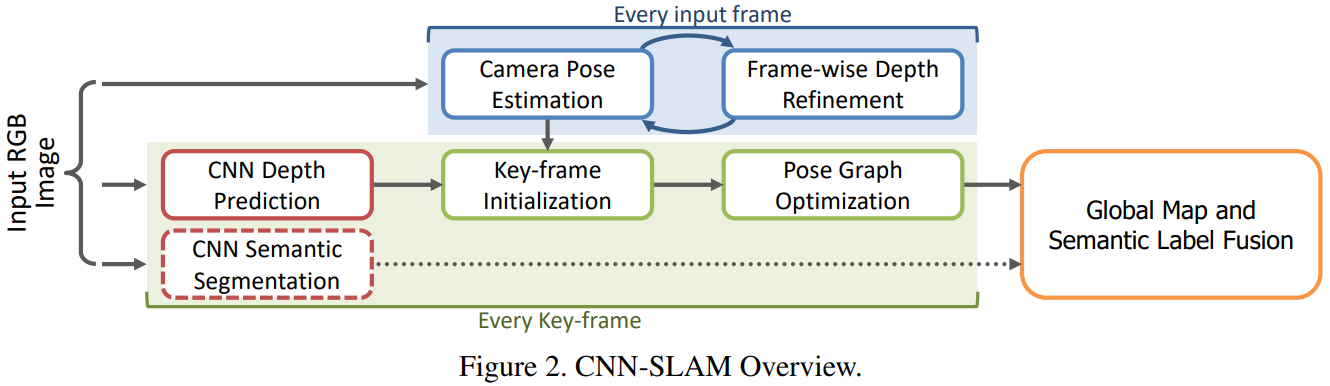 Every input frame
Camera Pose
Estimation
Frame-wise Depth
Refinement
Input RGB
Image
CNN Depth
Prediction
Key-frame
Initialization
Pose Graph
Optimization
Global Map and
Semantic Label Fusion
CNN Semantic
Segmentation
Every Key-frame
Figure 2. CNN-SLAM Overview.